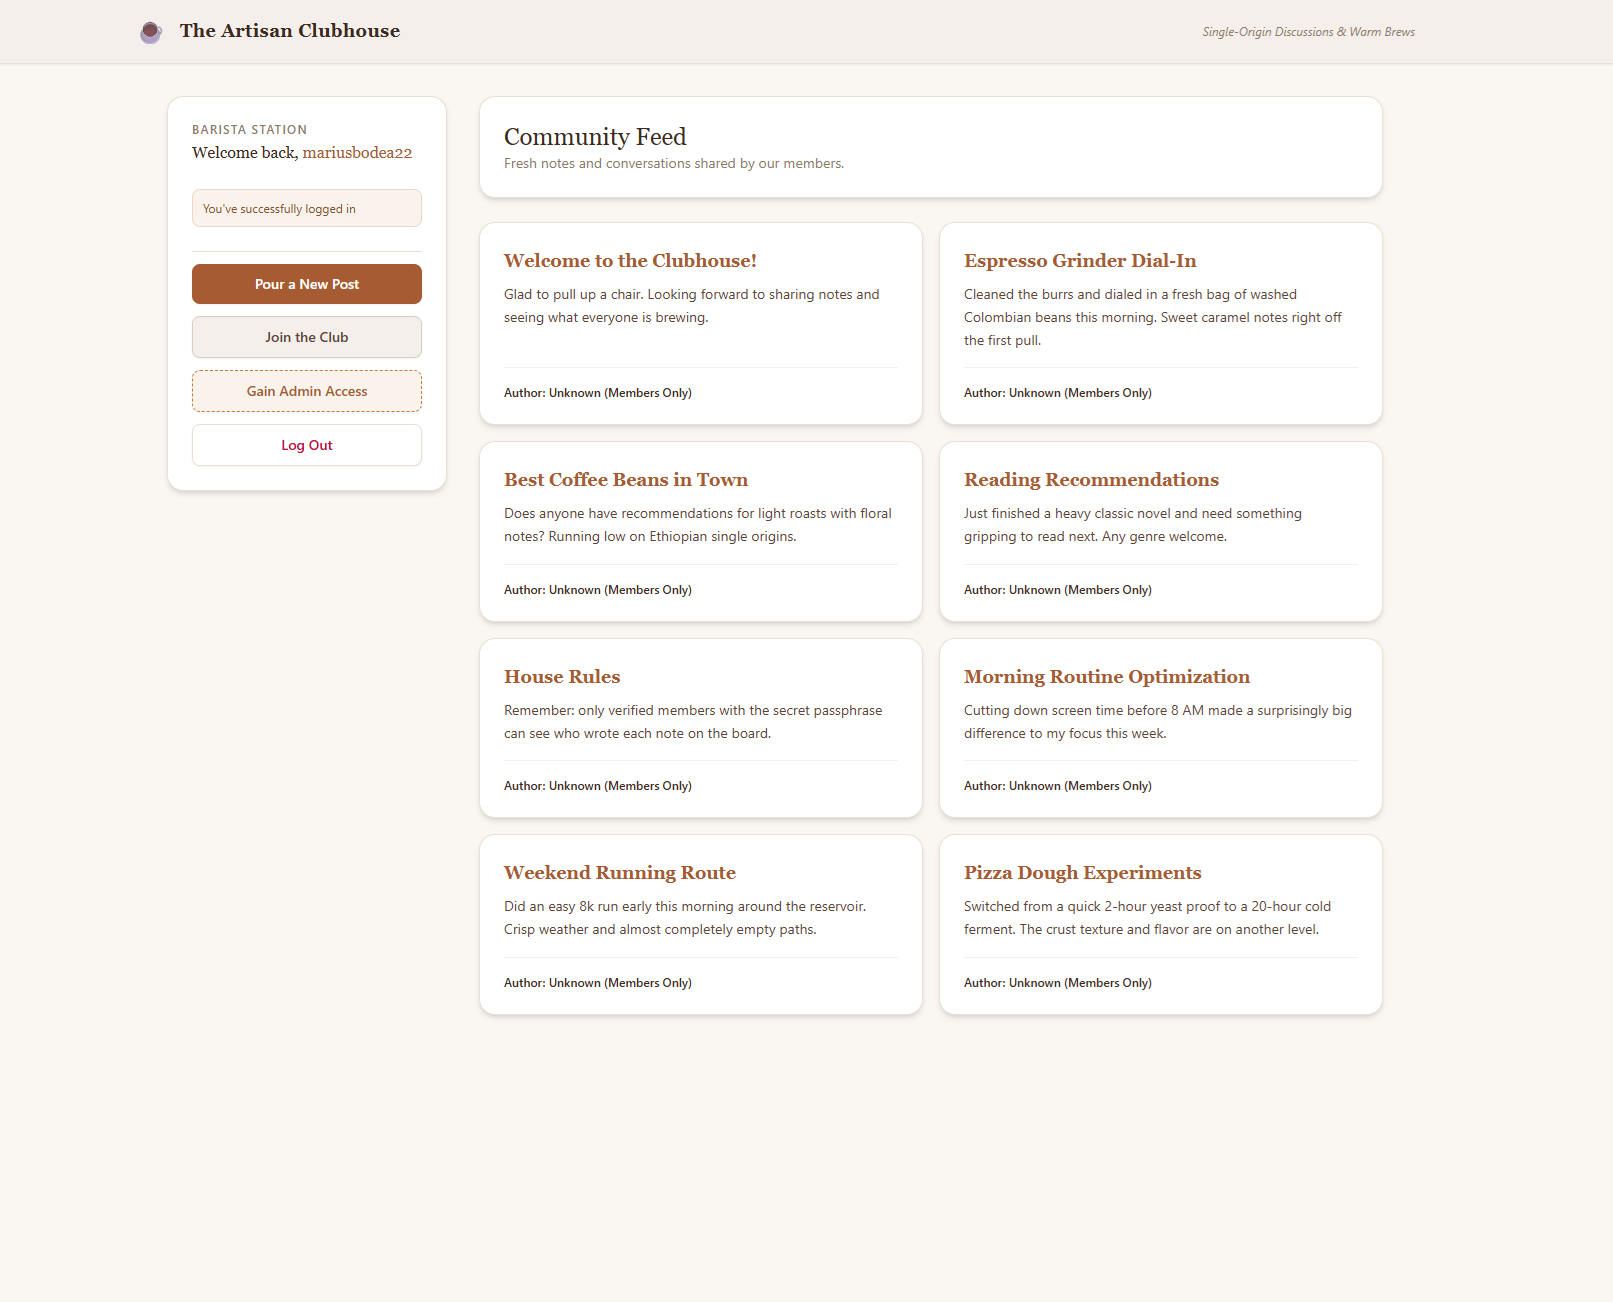 The Artisan Clubhouse
Single-Origin Discussions & Warm Brews
BARISTA STATION
Welcome back, mariusbodea22
You've successfully logged in
Pour a New Post
Join the Club
Gain Admin Access
Log Out
Community Feed
Fresh notes and conversations shared by our members.
Welcome to the Clubhouse!
Glad to pull up a chair. Looking forward to sharing notes and
seeing what everyone is brewing.
Author: Unknown (Members Only)
Espresso Grinder Dial-In
Cleaned the burrs and dialed in a fresh bag of washed
Colombian beans this morning. Sweet caramel notes right off
the first pull.
Author: Unknown (Members Only)
Best Coffee Beans in Town
Does anyone have recommendations for light roasts with floral
notes? Running low on Ethiopian single origins.
Author: Unknown (Members Only)
Reading Recommendations
Just finished a heavy classic novel and need something
gripping to read next. Any genre welcome.
Author: Unknown (Members Only)
House Rules
Remember: only verified members with the secret passphrase
can see who wrote each note on the board.
Author: Unknown (Members Only)
Morning Routine Optimization
Cutting down screen time before 8 AM made a surprisingly big
difference to my focus this week.
Author: Unknown (Members Only)
Weekend Running Route
Did an easy 8k run early this morning around the reservoir.
Crisp weather and almost completely empty paths.
Author: Unknown (Members Only)
Pizza Dough Experiments
Switched from a quick 2-hour yeast proof to a 20-hour cold
ferment. The crust texture and flavor are on another level.
Author: Unknown (Members Only)